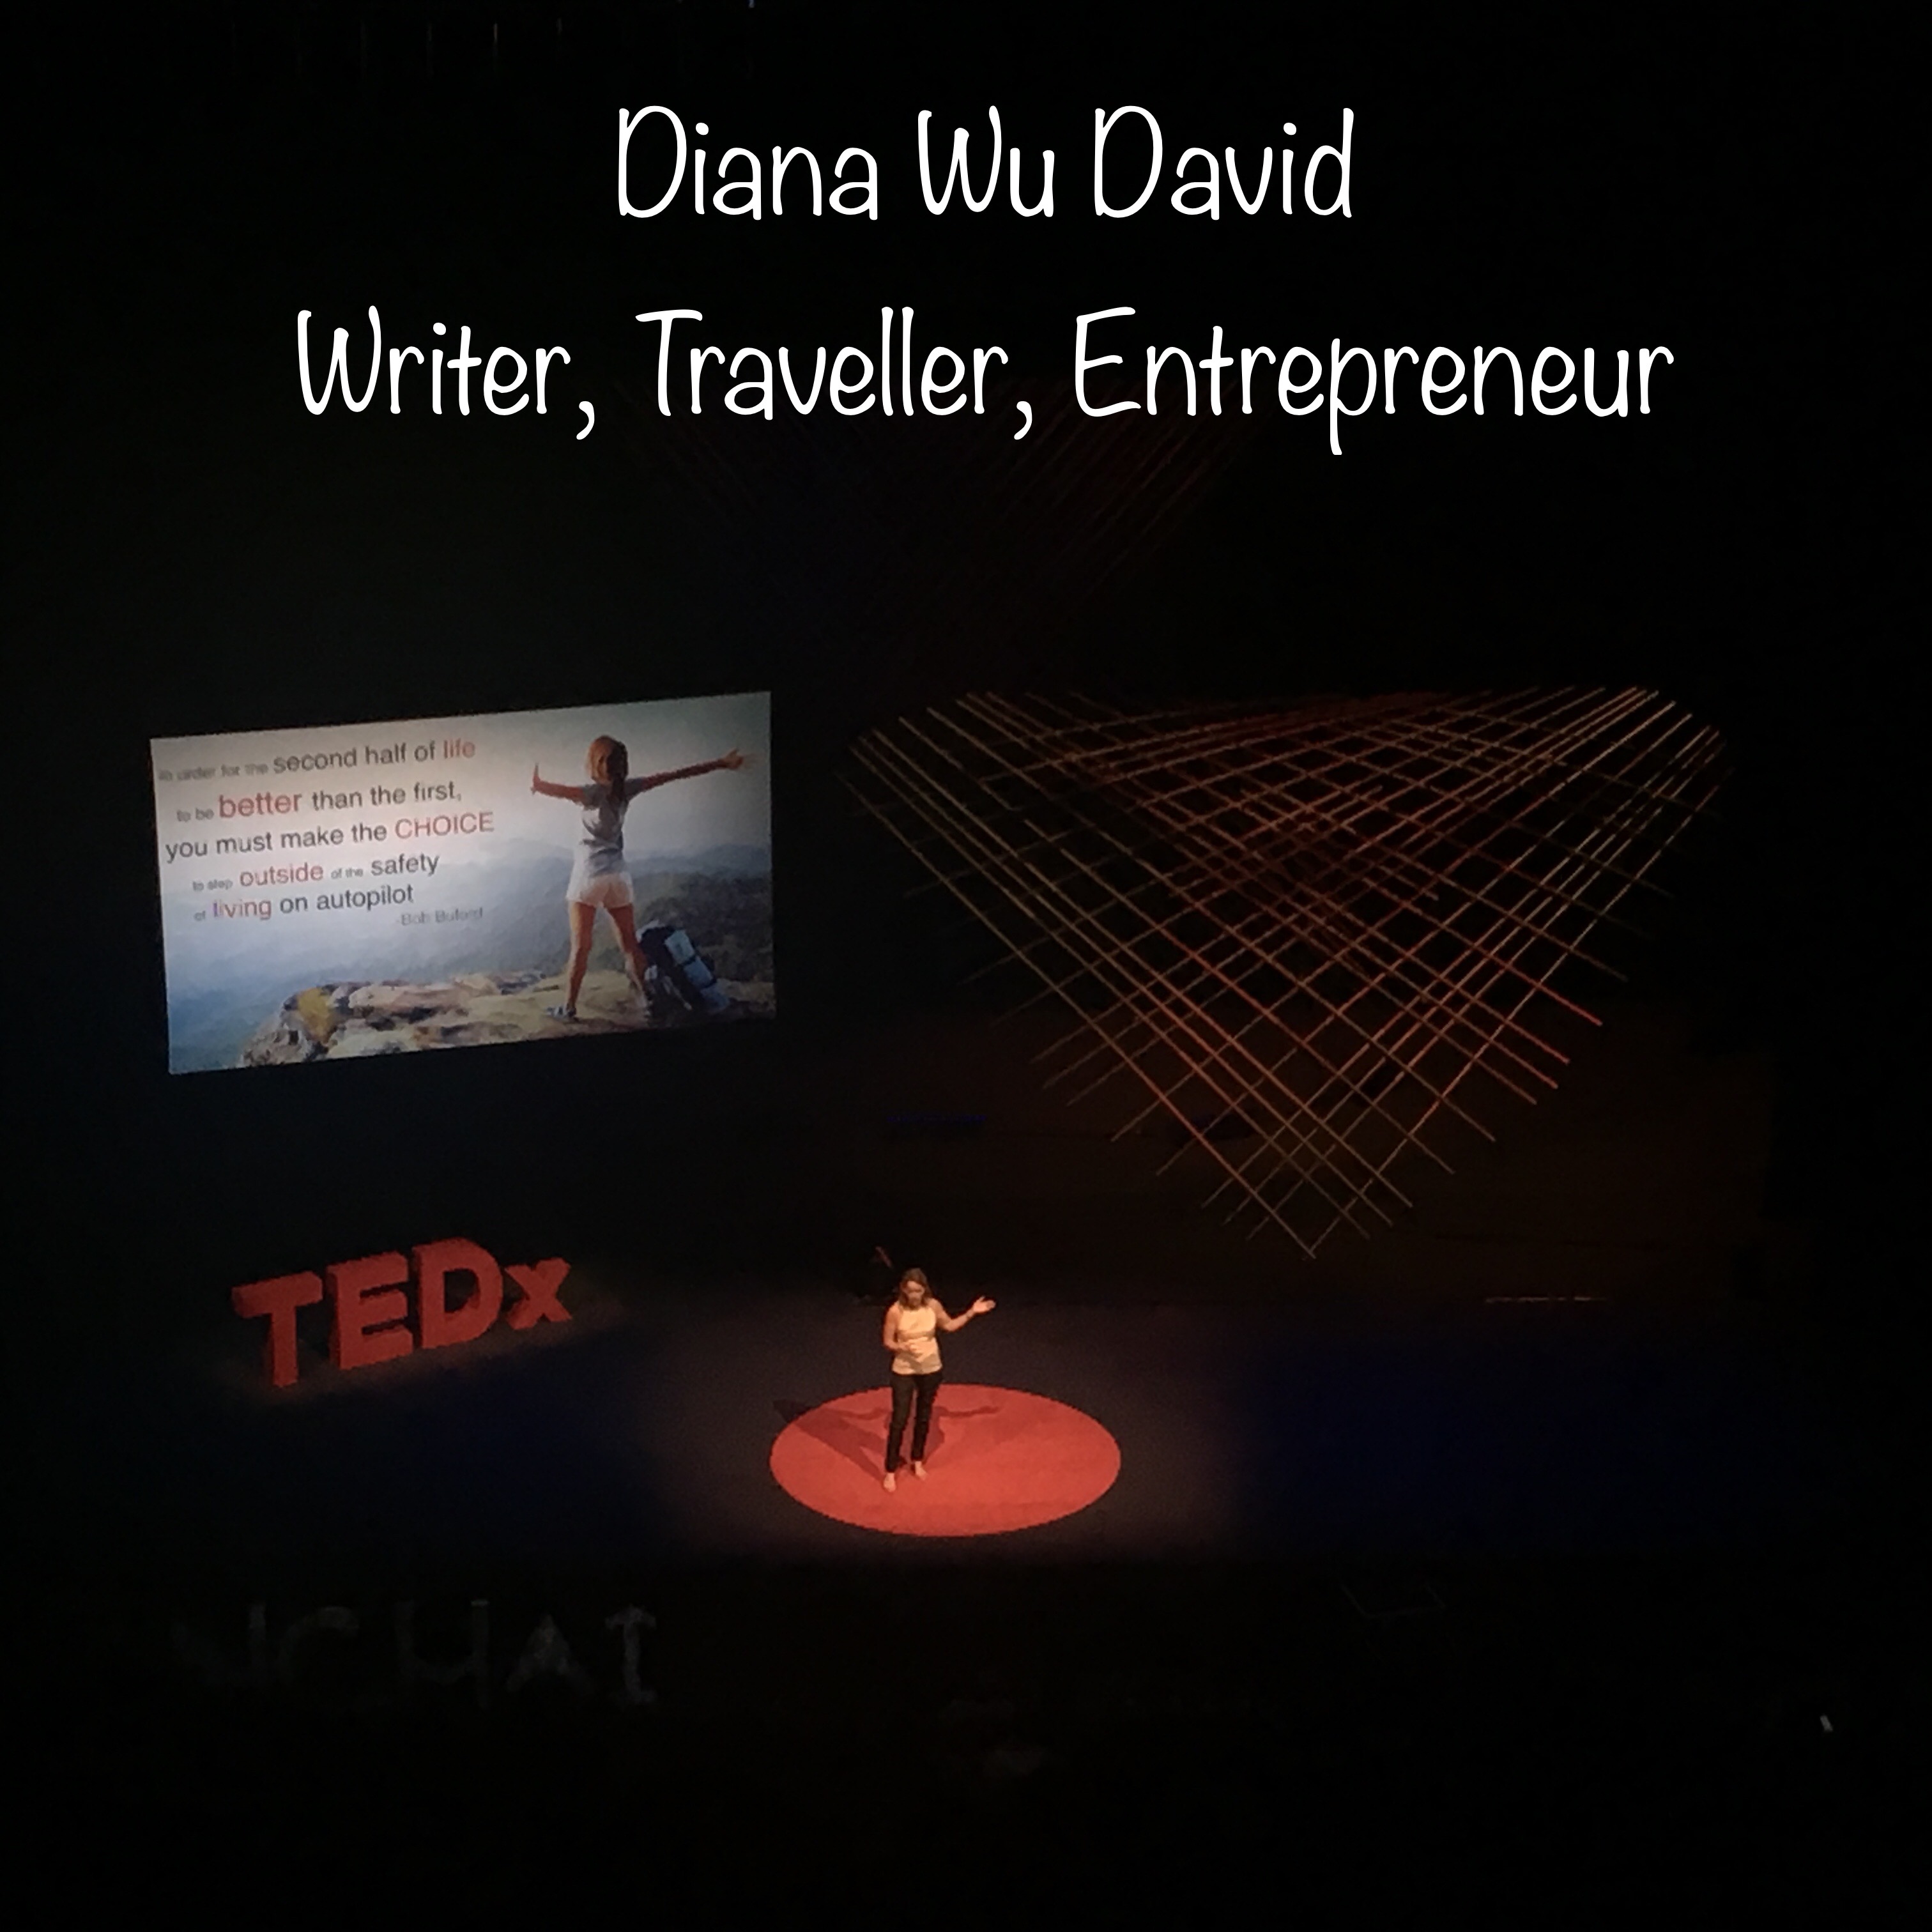 Diana Wu David
Writer, Traveller, Entrepreneur
in order for the second half of life
to be better than the first,
you must make the CHOICE
to step outside of the safety
of living on autopilot
-Bob Buford
TEDx